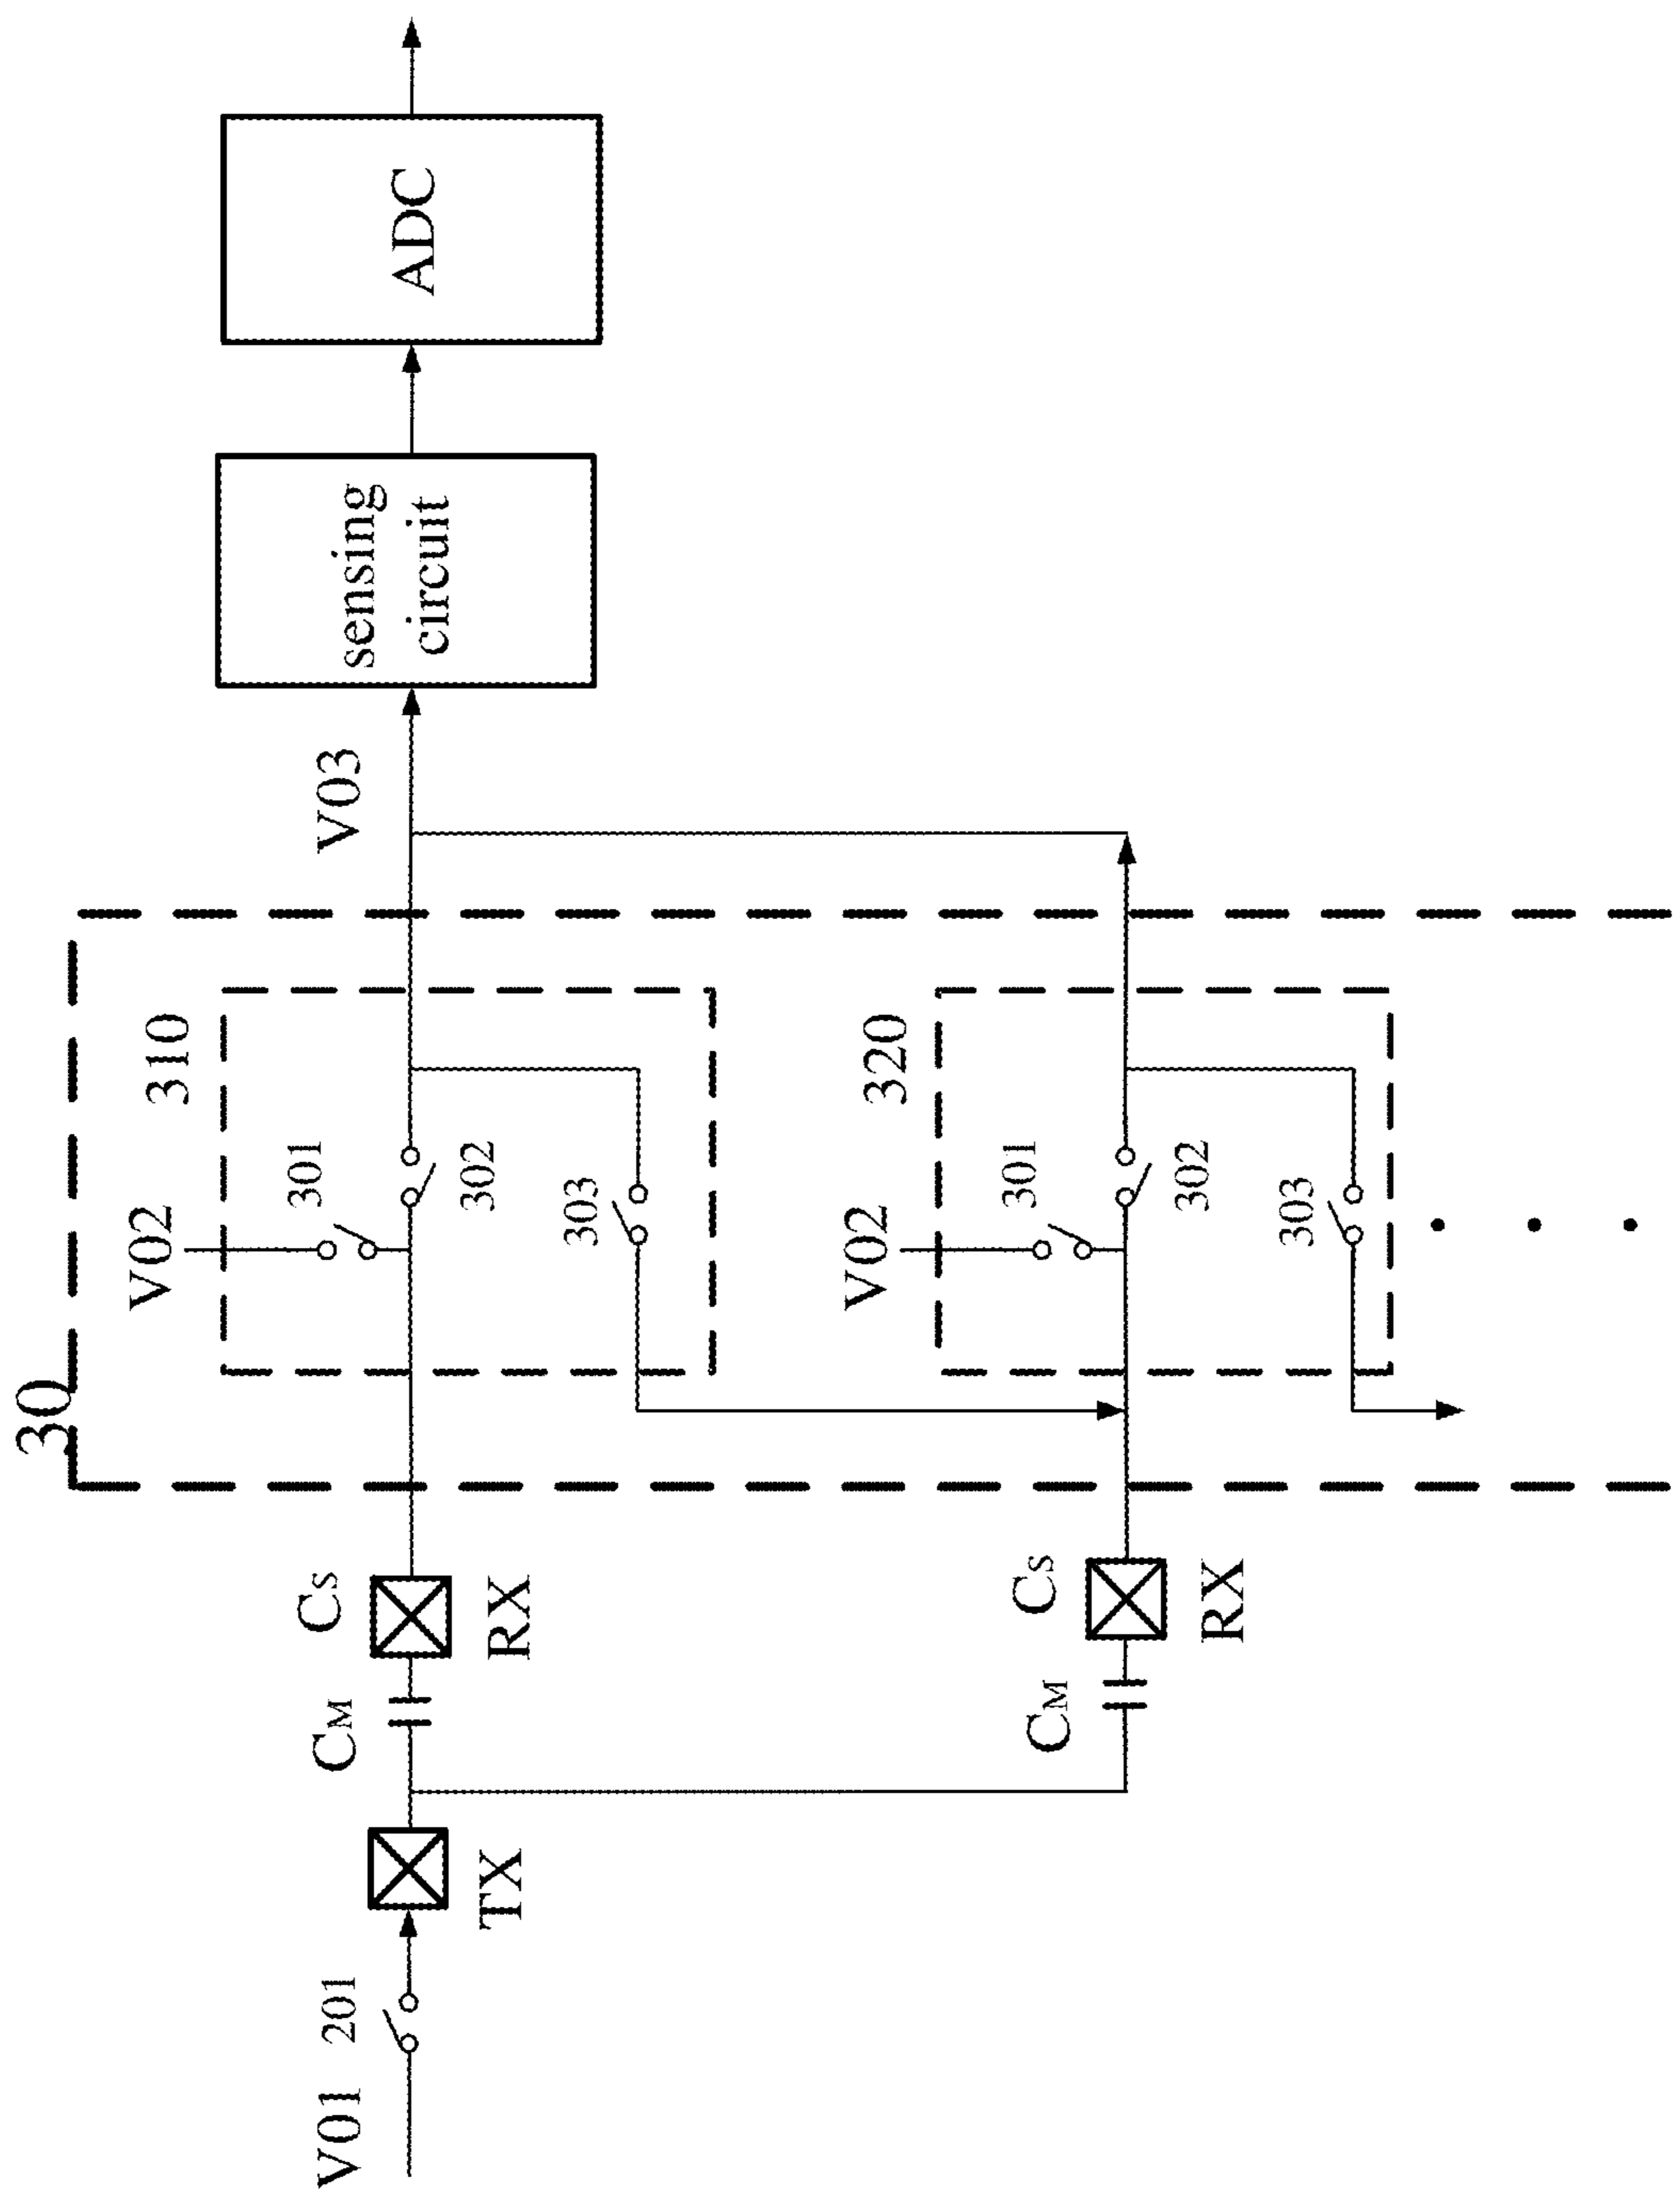 30
310
V02
301
302
303
V01
201
TX
CM
Cs
RX
V03
sensing
circuit
ADC
320
V02
301
302
303
CM
Cs
RX